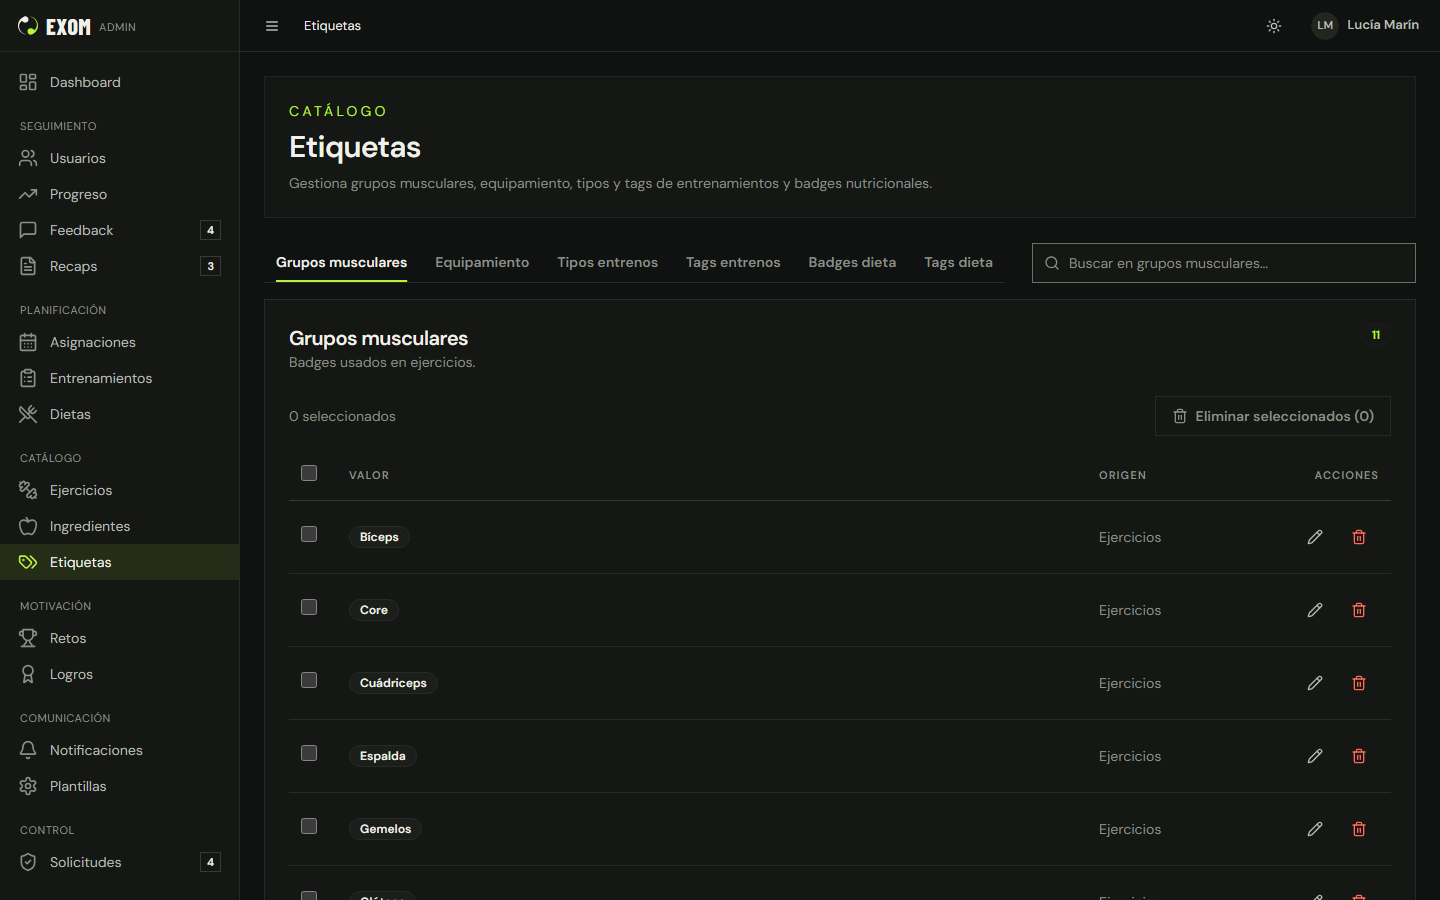 EXOM ADMIN
Etiquetas
LM
Lucía Marín
Dashboard
SEGUIMIENTO
Usuarios
Progreso
Feedback 4
Recaps 3
PLANIFICACIÓN
Asignaciones
Entrenamientos
Dietas
CATÁLOGO
Ejercicios
Ingredientes
Etiquetas
MOTIVACIÓN
Retos
Logros
COMUNICACIÓN
Notificaciones
Plantillas
CONTROL
Solicitudes 4
CATÁLOGO
Etiquetas
Gestiona grupos musculares, equipamiento, tipos y tags de entrenamientos y badges nutricionales.
Grupos musculares Equipamiento Tipos entrenos Tags entrenos Badges dieta Tags dieta
Buscar en grupos musculares...
Grupos musculares 11
Badges usados en ejercicios.
0 seleccionados Eliminar seleccionados (0)
VALOR ORIGEN ACCIONES
Bíceps Ejercicios
Core Ejercicios
Cuádriceps Ejercicios
Espalda Ejercicios
Gemelos Ejercicios